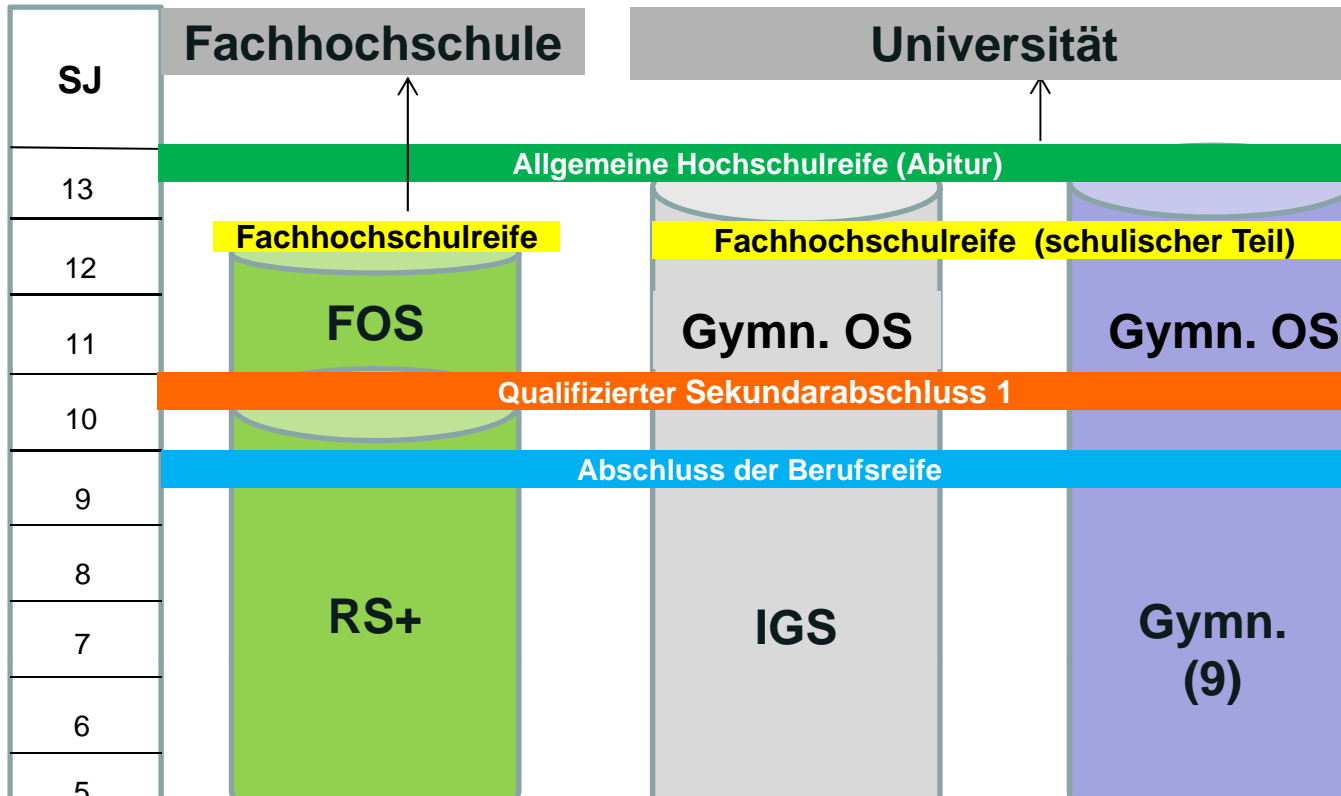 Fachhochschule
Universität
SJ
Allgemeine Hochschulreife (Abitur)
13
Fachhochschulreife
Fachhochschulreife (schulischer Teil)
12
FOS
Gymn. OS
Gymn. OS
11
Qualifizierter Sekundarabschluss 1
10
Abschluss der Berufsreife
9
8
RS+
IGS
Gymn.
(9)
7
6
5